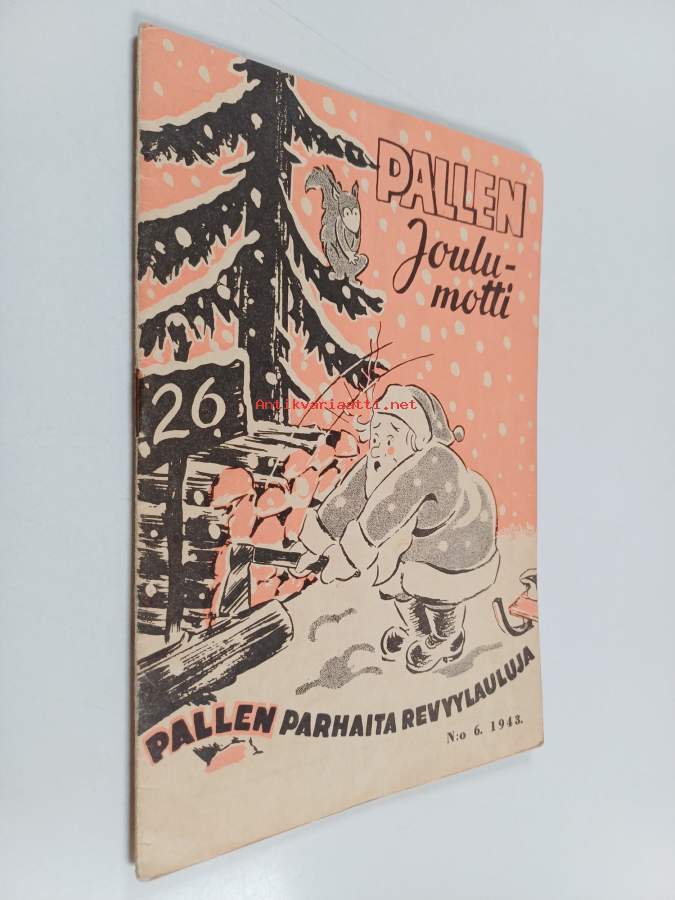 PALLEN
Joulu-
motti
26
Antikvariaatti.net
PALLEN PARHAITA REVYYLAULUJA
N:o 6. 1943.